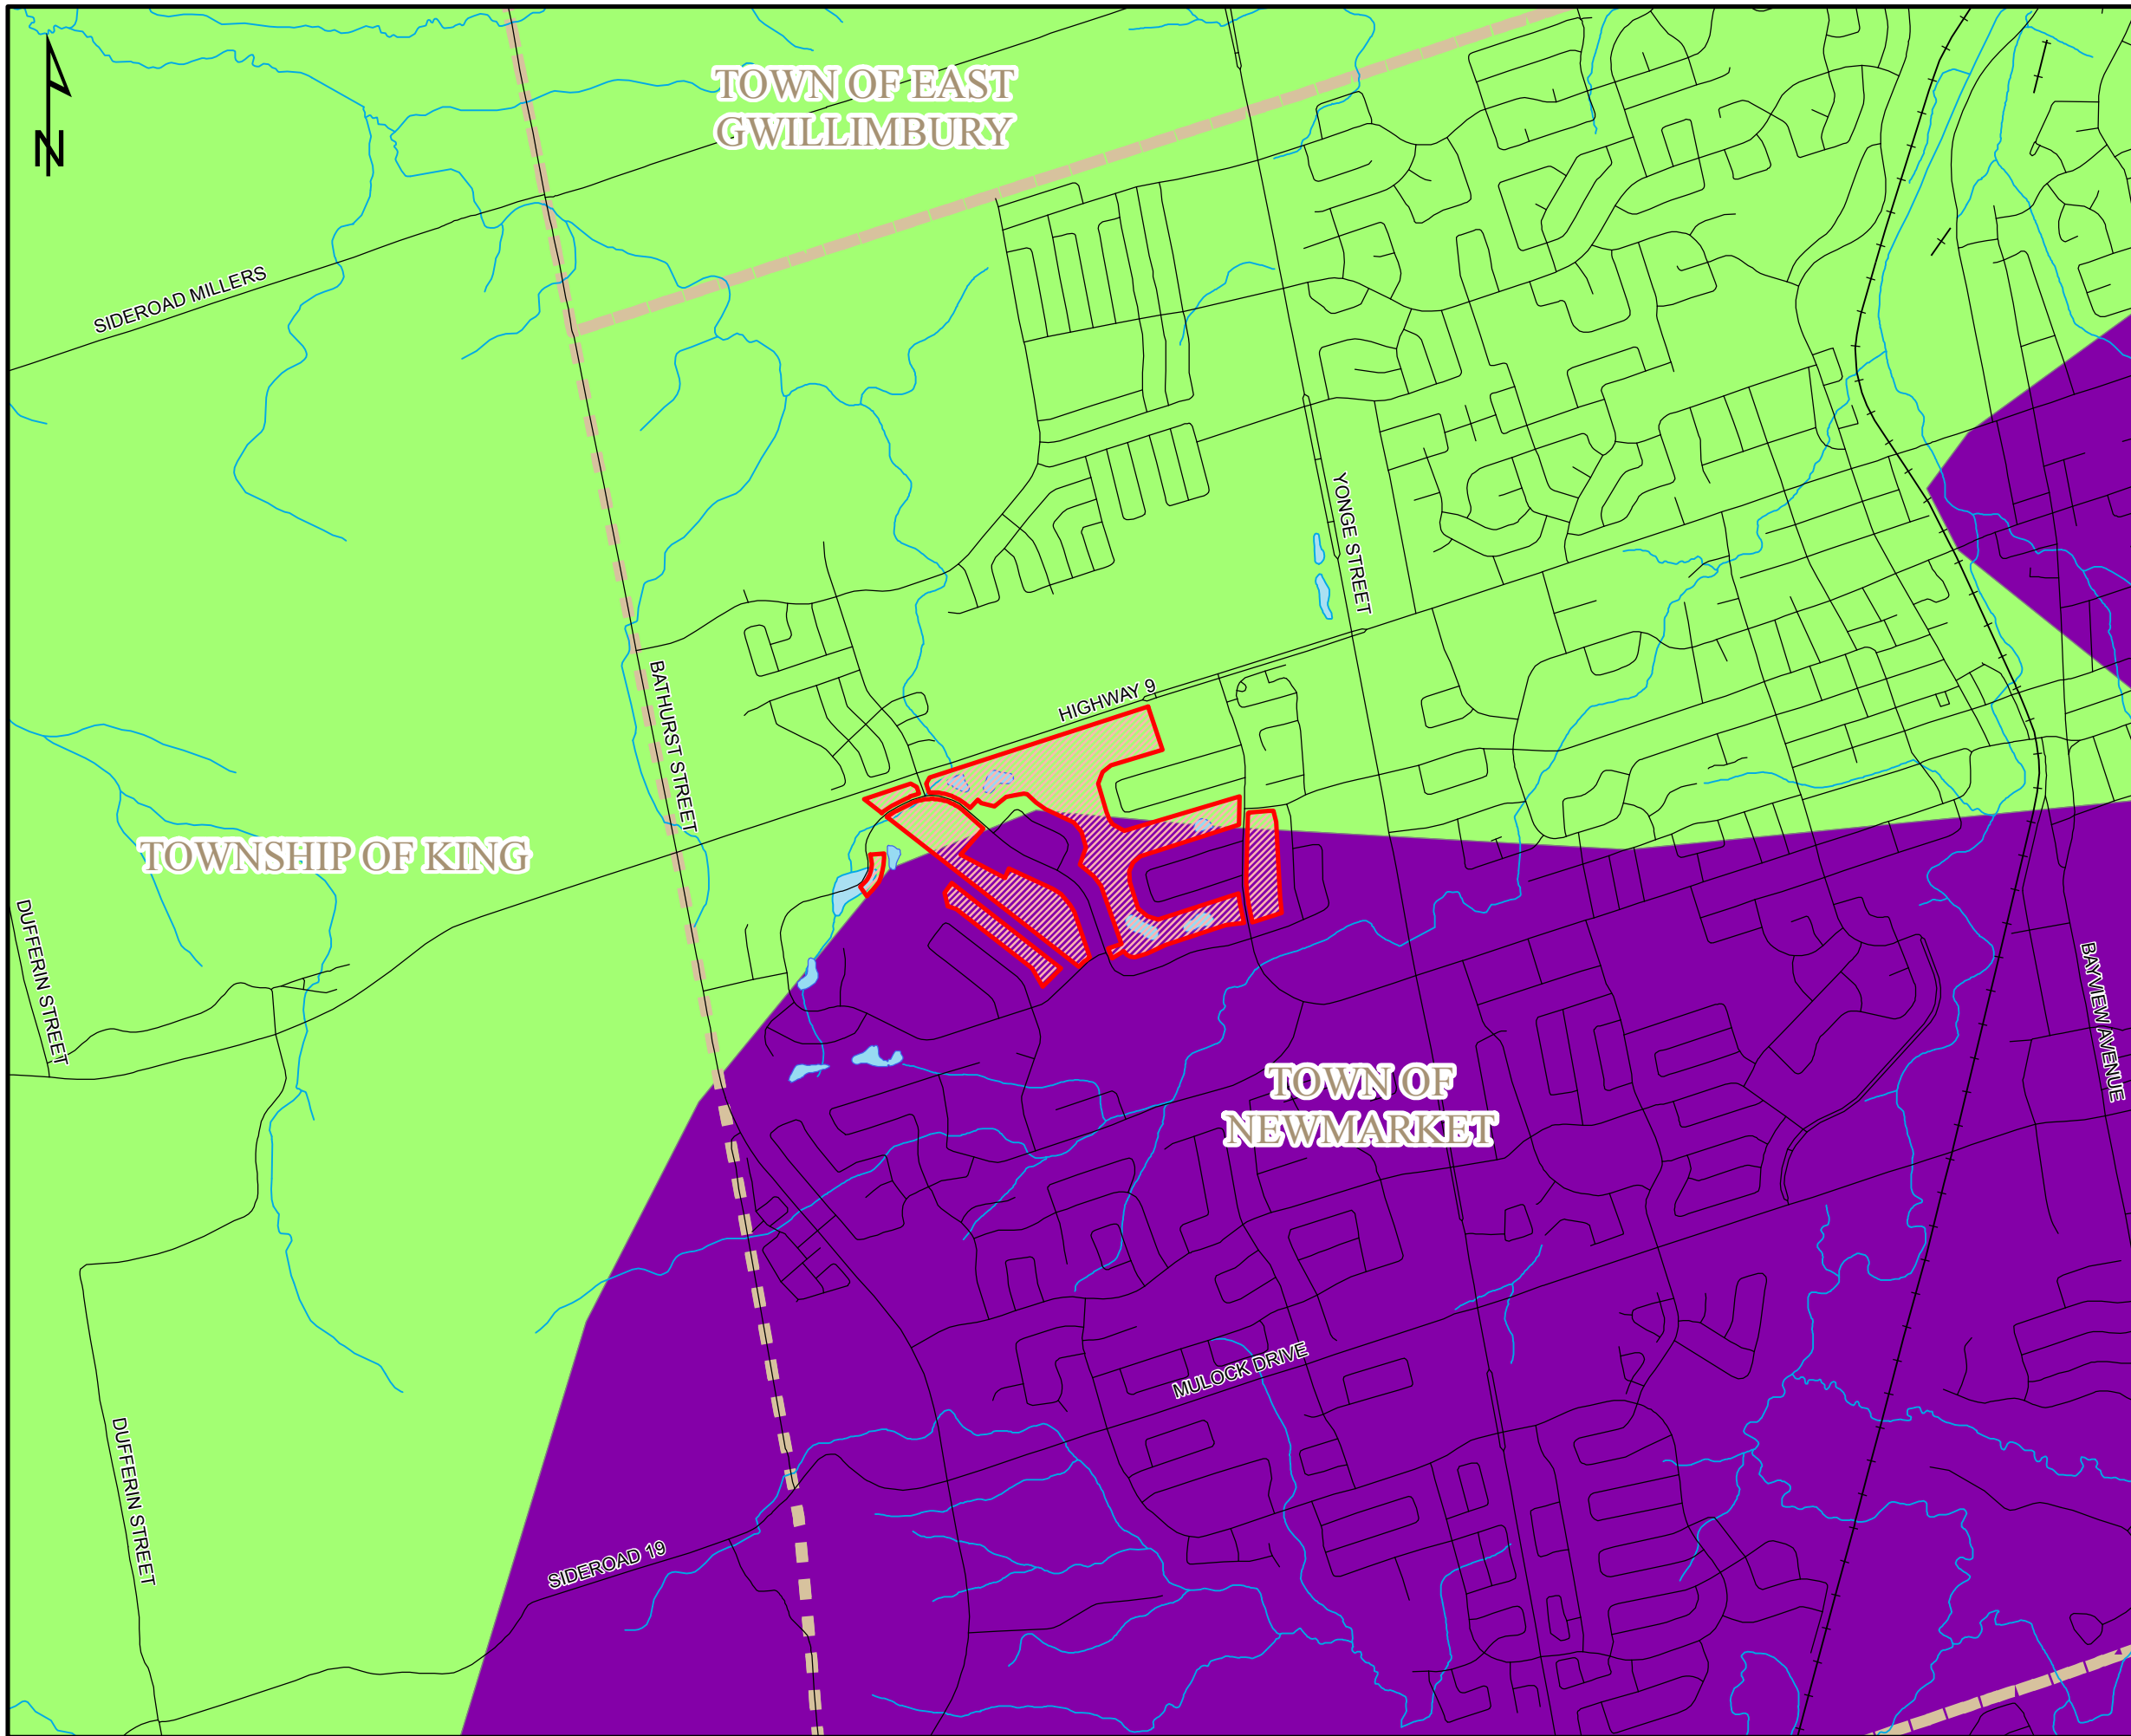 TOWN OF EAST
GWILLIMBURY
N
SIDEROAD MILLERS
YONGE STREET
BATHURST STREET
HIGHWAY 9
TOWNSHIP OF KING
DUFFERIN STREET
BAYVIEW AVENUE
TOWN OF
NEWMARKET
MULOCK DRIVE
DUFFERIN STREET
SIDEROAD 19